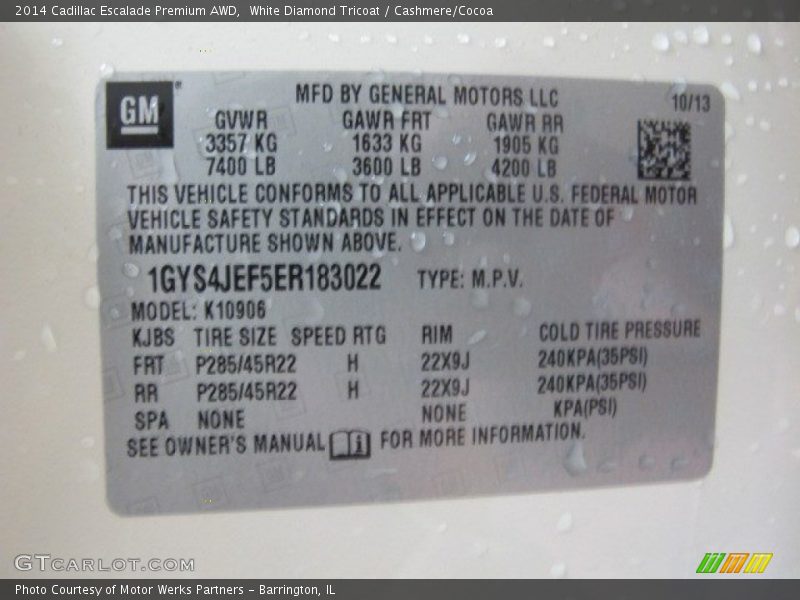 2014 Cadillac Escalade Premium AWD,  White Diamond Tricoat / Cashmere/Cocoa
GM ®
MFD BY GENERAL MOTORS LLC 10/13
GVWR GAWR FRT GAWR RR
3357 KG 1633 KG 1905 KG
7400 LB 3600 LB 4200 LB
THIS VEHICLE CONFORMS TO ALL APPLICABLE U.S. FEDERAL MOTOR
VEHICLE SAFETY STANDARDS IN EFFECT ON THE DATE OF
MANUFACTURE SHOWN ABOVE.
1GYS4JEF5ER183022 TYPE: M.P.V.
MODEL: K10906
KJBS TIRE SIZE SPEED RTG RIM COLD TIRE PRESSURE
FRT P285/45R22 H 22X9J 240KPA(35PSI)
RR P285/45R22 H 22X9J 240KPA(35PSI)
SPA NONE NONE KPA(PSI)
SEE OWNER'S MANUAL FOR MORE INFORMATION.
GTCARLOT.COM
Photo Courtesy of Motor Werks Partners - Barrington, IL